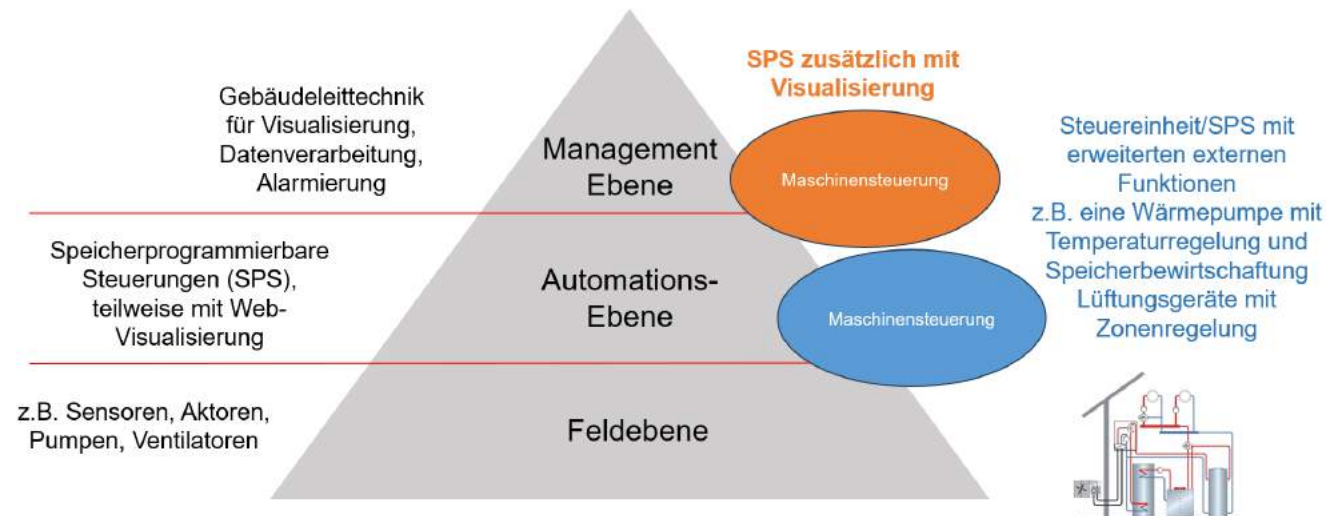 SPS zusätzlich mit
Visualisierung
Gebäudeleittechnik
für Visualisierung,
Datenverarbeitung,
Alarmierung
Management
Ebene
Maschinensteuerung
Steuereinheit/SPS mit
erweiterten externen
Funktionen
z.B. eine Wärmepumpe mit
Temperaturregelung und
Speicherbewirtschaftung
Lüftungsgeräte mit
Zonenregelung
Speicherprogrammierbare
Steuerungen (SPS),
teilweise mit Web-
Visualisierung
Automations-
Ebene
Maschinensteuerung
z.B. Sensoren, Aktoren,
Pumpen, Ventilatoren
Feldebene